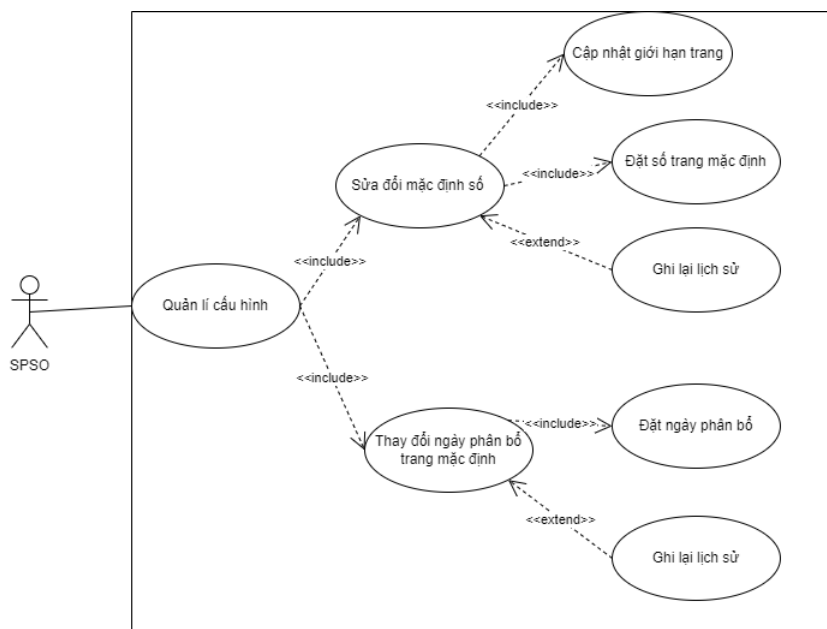 Cập nhật giới hạn trang
<<include>>
Đặt số trang mặc định
Sửa đổi mặc định số
<<include>>
<<extend>>
Ghi lại lịch sử
<<include>>
Quản lí cấu hình
SPSO
<<include>>
Đặt ngày phân bổ
<<include>>
Thay đổi ngày phân bổ
trang mặc định
<<extend>>
Ghi lại lịch sử